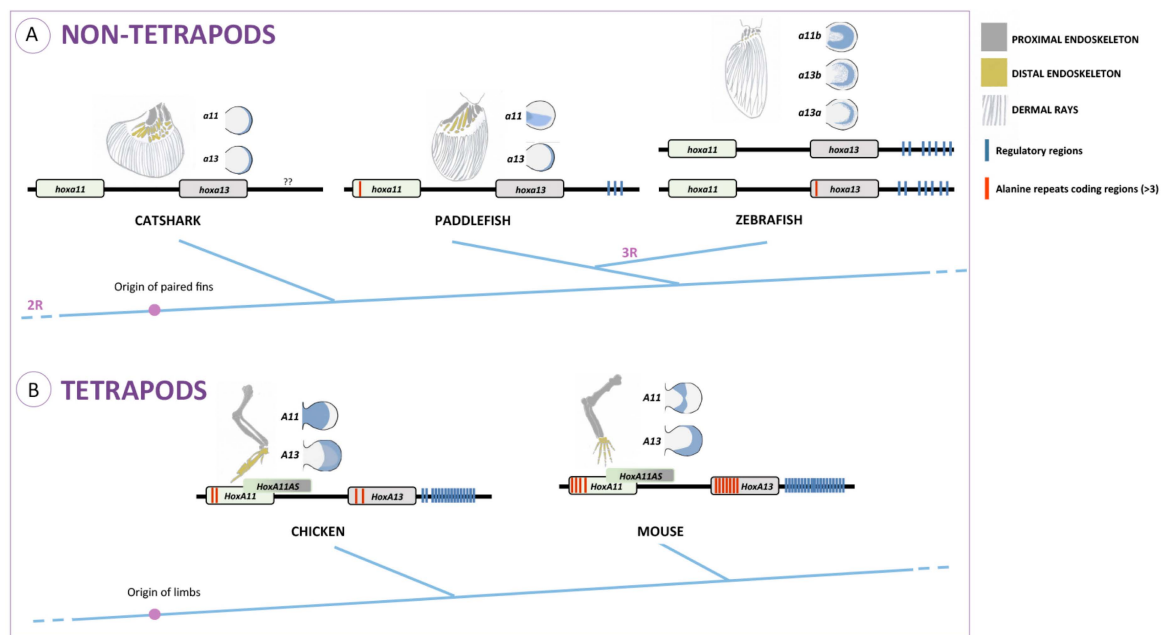 A NON-TETRAPODS
PROXIMAL ENDOSKELETON
DISTAL ENDOSKELETON
DERMAL RAYS
Regulatory regions
Alanine repeats coding regions (>3)
a11
a13
hoxa11 hoxa13 ??
CATSHARK
a11
a13
hoxa11 hoxa13
PADDLEFISH
a11b
a13b
a13a
hoxa11 hoxa13
hoxa11 hoxa13
ZEBRAFISH
3R
Origin of paired fins
2R
B TETRAPODS
A11
A13
HoxA11AS
HoxA11 HoxA13
CHICKEN
A11
A13
HoxA11AS
HoxA11 HoxA13
MOUSE
Origin of limbs